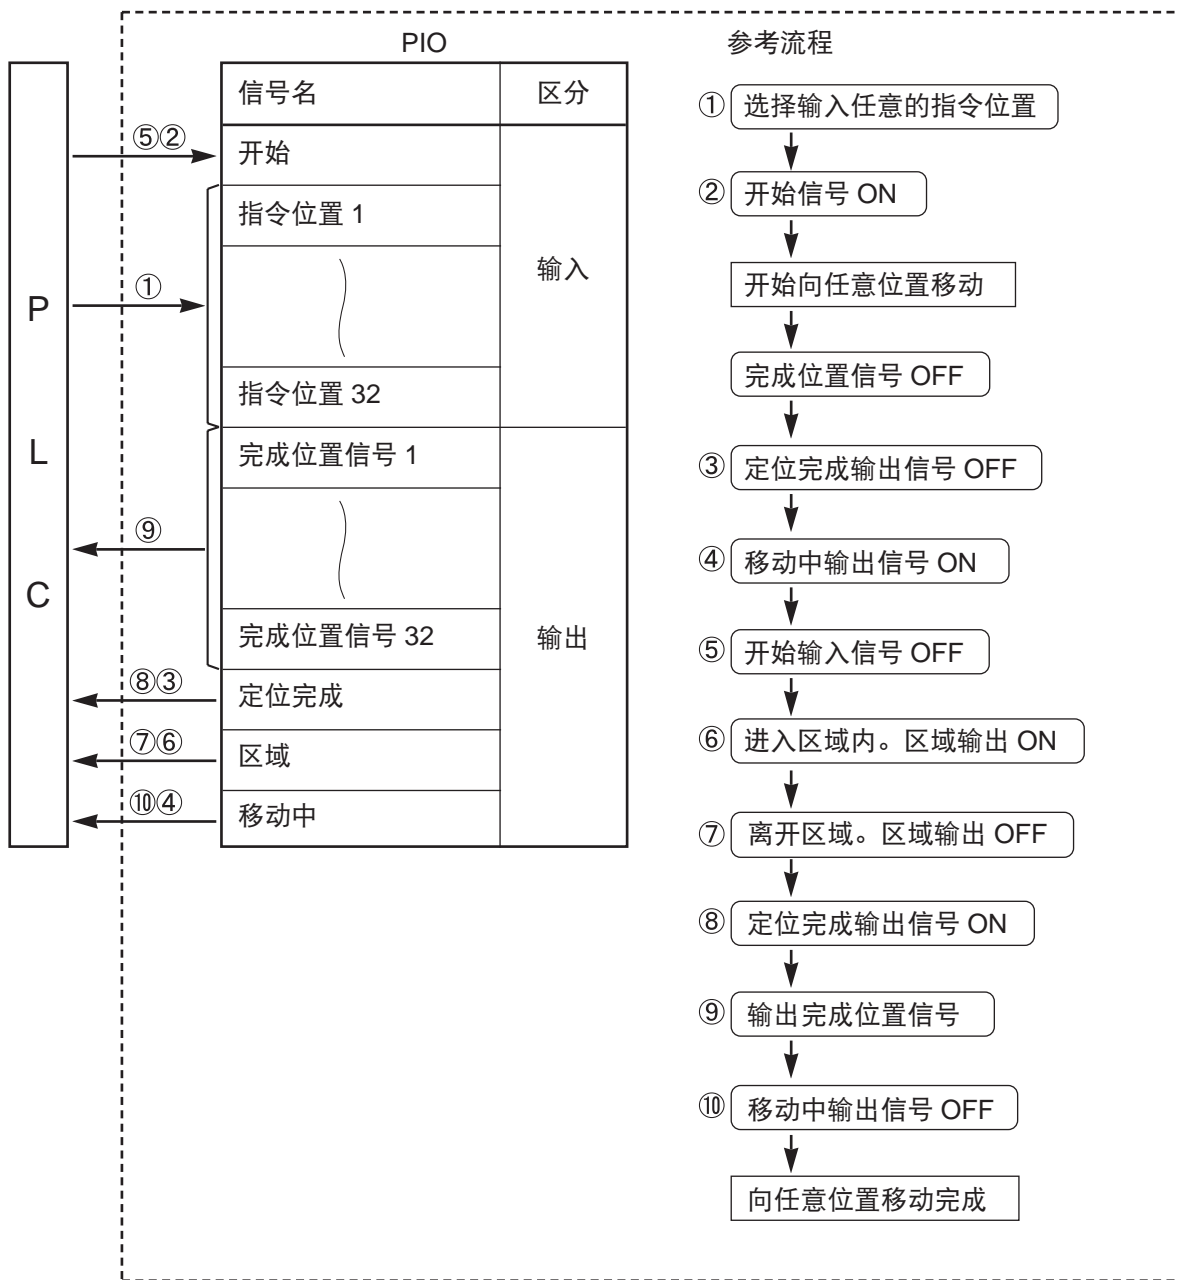 PIO
信号名 区分
⑤② 开始
指令位置 1
① 输入
指令位置 32
完成位置信号 1
⑨
完成位置信号 32 输出
⑧③ 定位完成
⑦⑥ 区域
⑩④ 移动中
P
L
C
参考流程
① 选择输入任意的指令位置
② 开始信号 ON
开始向任意位置移动
完成位置信号 OFF
③ 定位完成输出信号 OFF
④ 移动中输出信号 ON
⑤ 开始输入信号 OFF
⑥ 进入区域内。区域输出 ON
⑦ 离开区域。区域输出 OFF
⑧ 定位完成输出信号 ON
⑨ 输出完成位置信号
⑩ 移动中输出信号 OFF
向任意位置移动完成